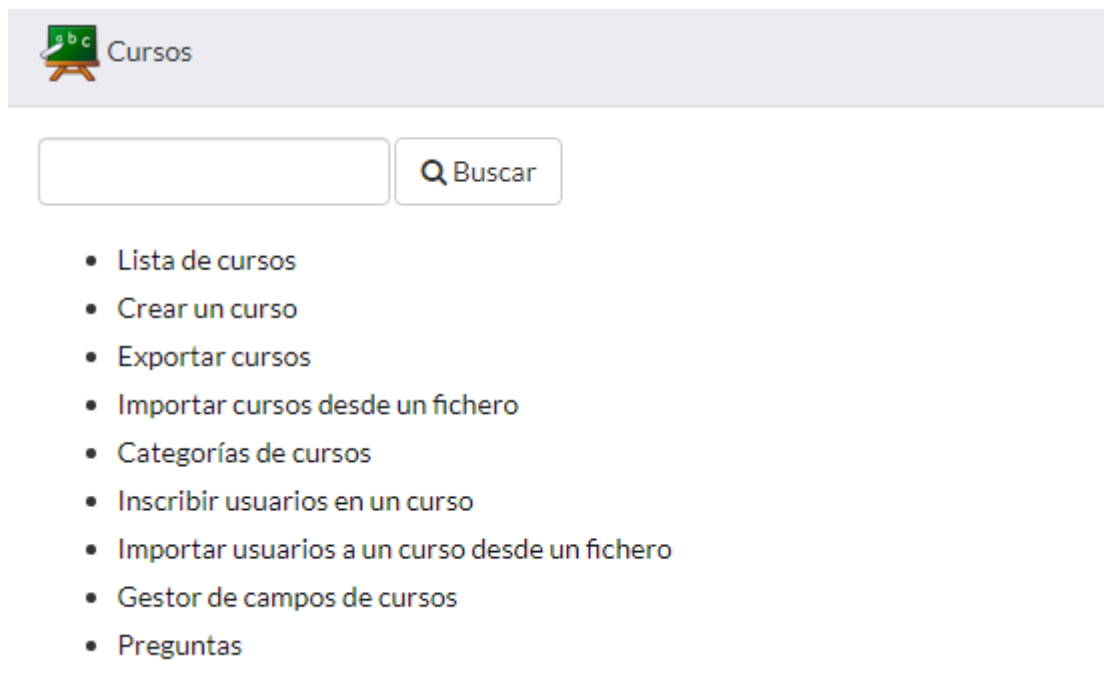 abc
Cursos
Buscar
Lista de cursos
Crear un curso
Exportar cursos
Importar cursos desde un fichero
Categorías de cursos
Inscribir usuarios en un curso
Importar usuarios a un curso desde un fichero
Gestor de campos de cursos
Preguntas